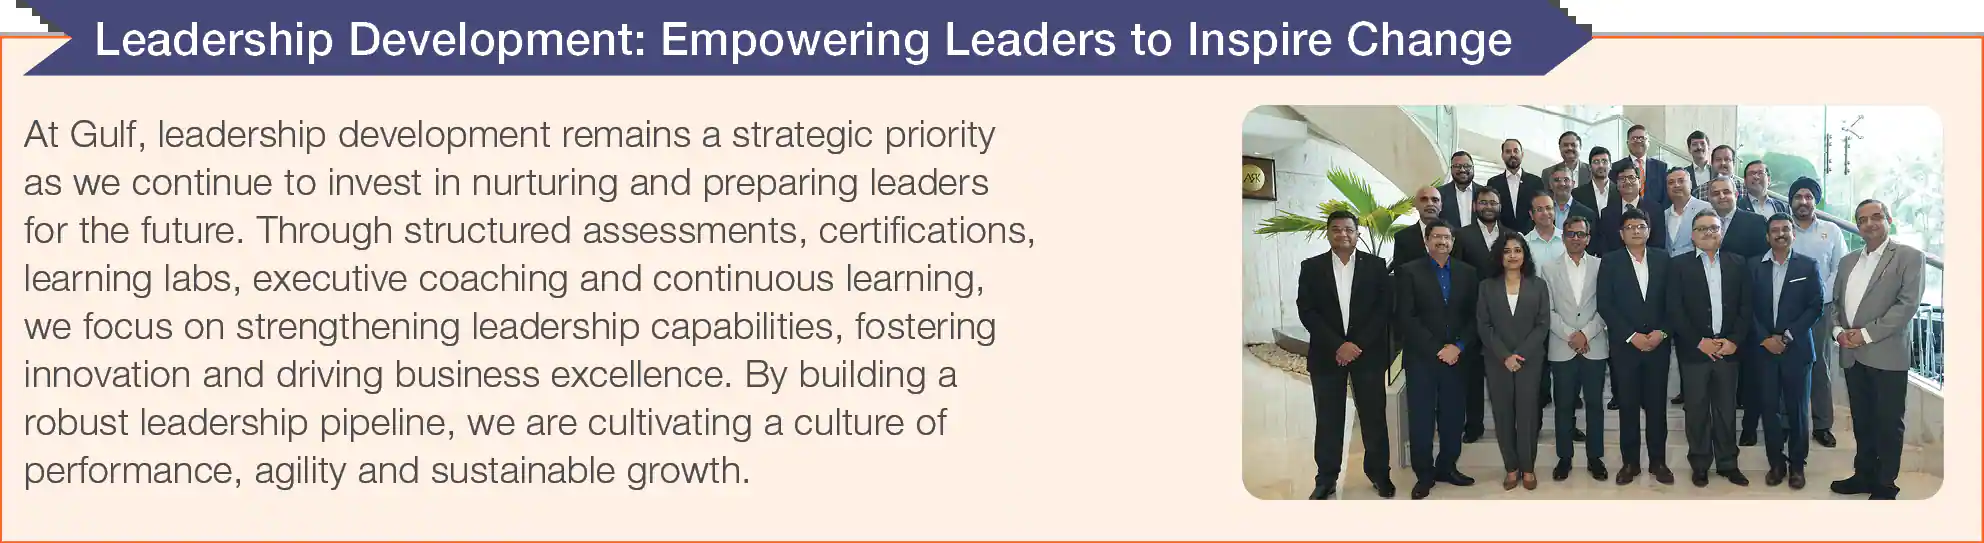 Leadership Development: Empowering Leaders to Inspire Change
At Gulf, leadership development remains a strategic priority
as we continue to invest in nurturing and preparing leaders
for the future. Through structured assessments, certifications,
learning labs, executive coaching and continuous learning,
we focus on strengthening leadership capabilities, fostering
innovation and driving business excellence. By building a
robust leadership pipeline, we are cultivating a culture of
performance, agility and sustainable growth.
ASK